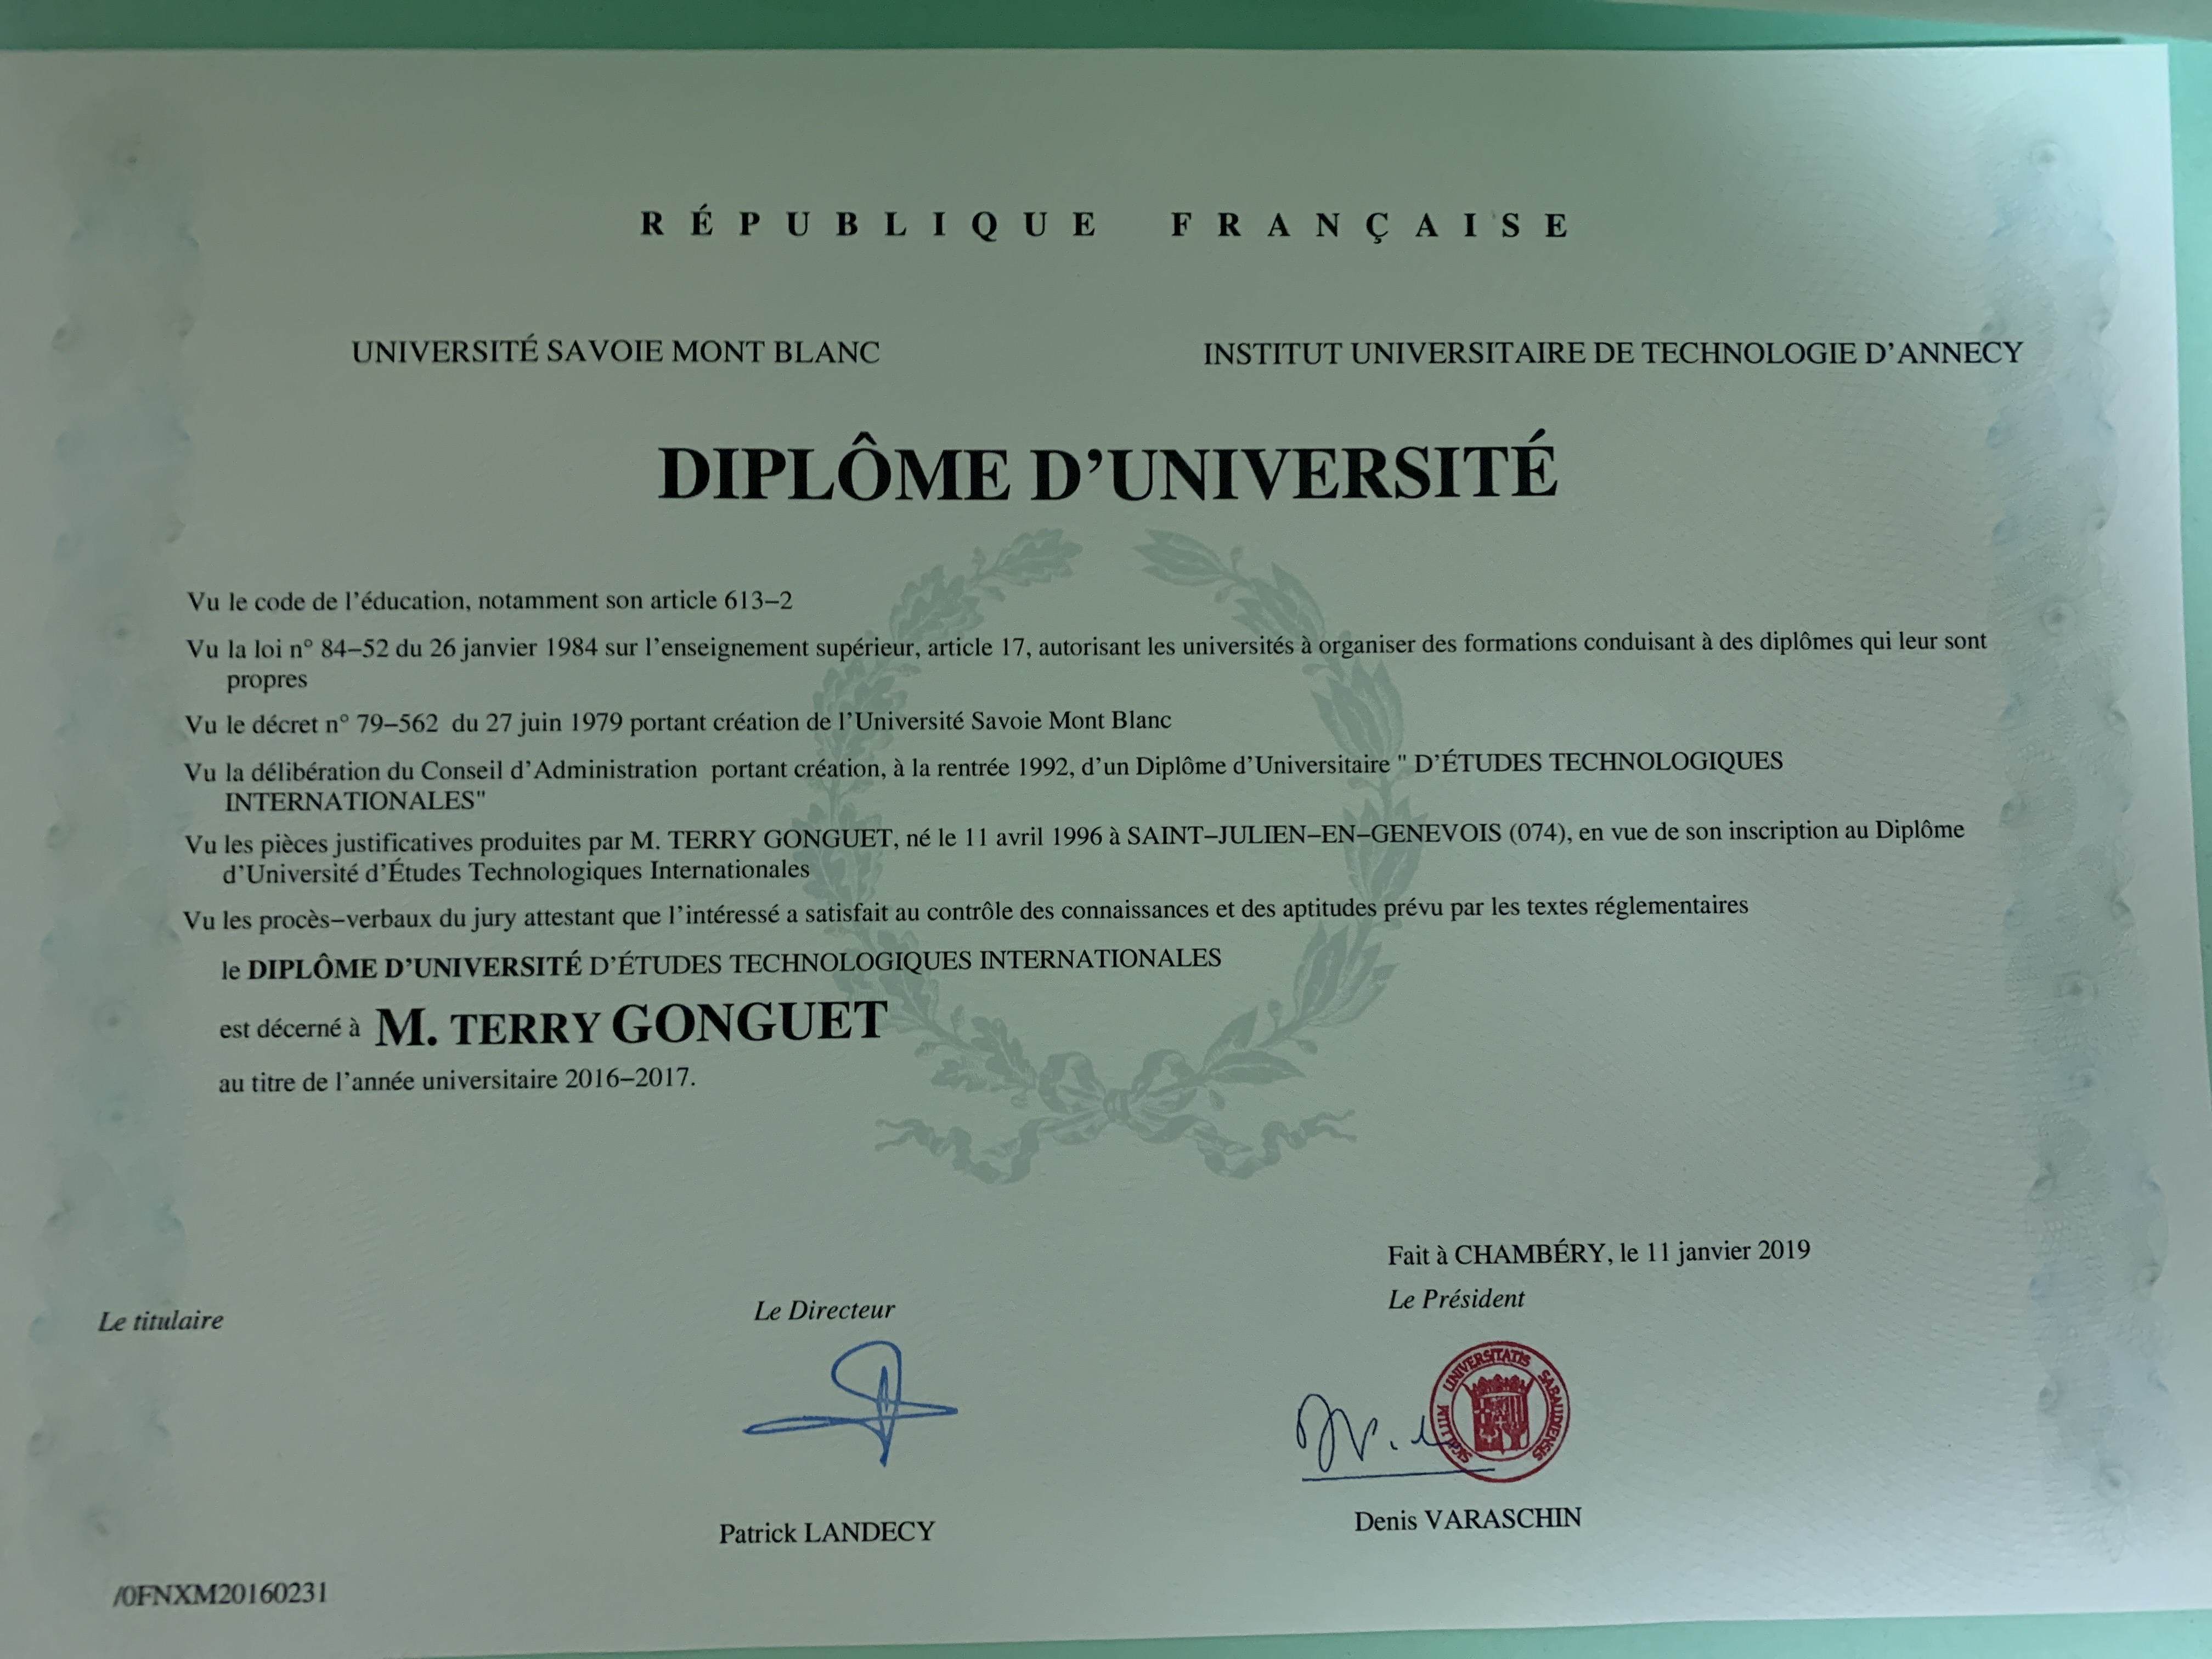 RÉPUBLIQUE FRANÇAISE
UNIVERSITÉ SAVOIE MONT BLANC
INSTITUT UNIVERSITAIRE DE TECHNOLOGIE D'ANNECY
DIPLÔME D'UNIVERSITÉ
Vu le code de l'éducation, notamment son article 613–2
Vu la loi n° 84–52 du 26 janvier 1984 sur l'enseignement supérieur, article 17, autorisant les universités à organiser des formations conduisant à des diplômes qui leur sont
propres
Vu le décret n° 79–562 du 27 juin 1979 portant création de l'Université Savoie Mont Blanc
Vu la délibération du Conseil d'Administration portant création, à la rentrée 1992, d'un Diplôme d'Universitaire " D'ÉTUDES TECHNOLOGIQUES
INTERNATIONALES"
Vu les pièces justificatives produites par M. TERRY GONGUET, né le 11 avril 1996 à SAINT–JULIEN–EN–GENEVOIS (074), en vue de son inscription au Diplôme
d'Université d'Études Technologiques Internationales
Vu les procès–verbaux du jury attestant que l'intéressé a satisfait au contrôle des connaissances et des aptitudes prévu par les textes réglementaires
le DIPLÔME D'UNIVERSITÉ D'ÉTUDES TECHNOLOGIQUES INTERNATIONALES
est décerné à M. TERRY GONGUET
au titre de l'année universitaire 2016–2017.
Fait à CHAMBÉRY, le 11 janvier 2019
Le titulaire
Le Directeur
Le Président
SIGILLUM UNIVERSITATIS SABAUDIENSIS
Patrick LANDECY
Denis VARASCHIN
/0FNXM20160231